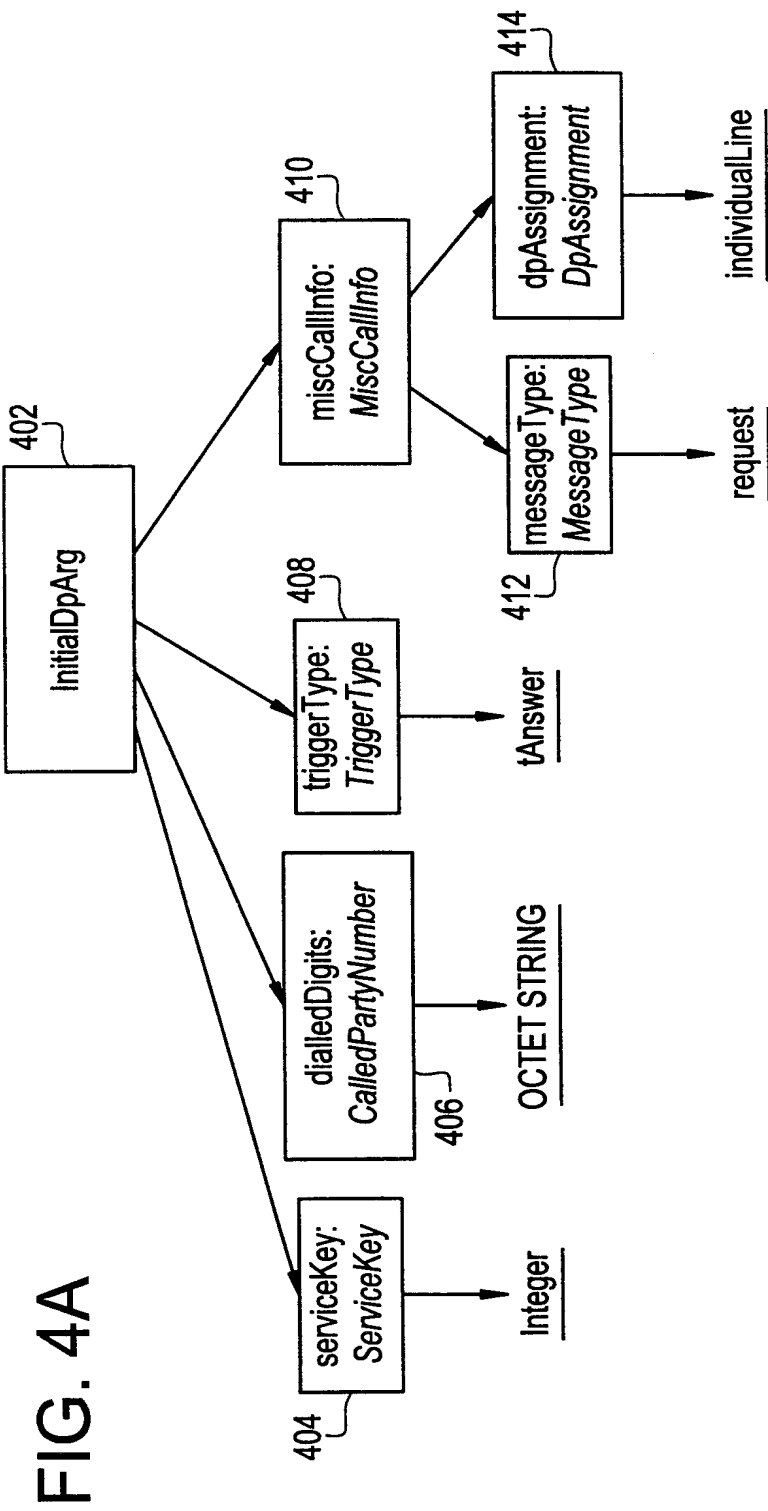 FIG. 4A
InitialDpArg
402
serviceKey:
ServiceKey
404
Integer
dialledDigits:
CalledPartyNumber
406
OCTET STRING
triggerType:
TriggerType
408
tAnswer
miscCallInfo:
MiscCallInfo
410
messageType:
MessageType
412
request
dpAssignment:
DpAssignment
414
individualLine